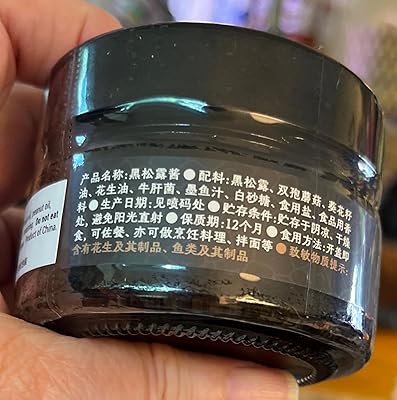 产品名称:黑松露酱●配料:黑松露、双孢蘑菇、葵花籽
油、花生油、牛肝菌、墨鱼汁、白砂糖、食用盐、食品用香
料●生产日期:见喷码处●贮存条件:贮存于阴凉、干燥
处,避免阳光直射●保质期:12个月●食用方法:开盖即
食,可佐餐、亦可做烹饪料理、拌面等●致敏物质提示:
含有花生及其制品、鱼类及其制品
peanut oil,
Do not eat
Product of China.